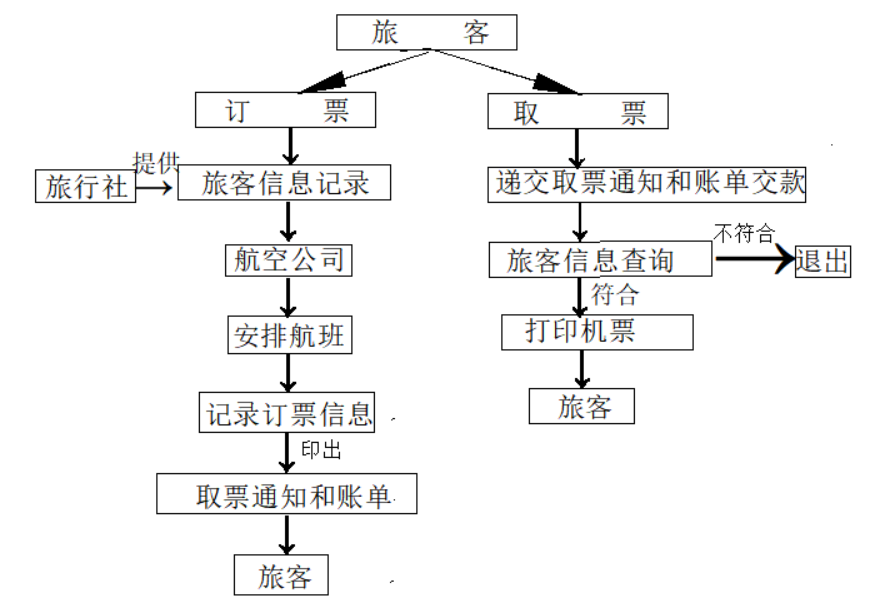 旅 客
订 票
取 票
提供
旅行社
旅客信息记录
递交取票通知和账单交款
航空公司
旅客信息查询
不符合
退出
符合
安排航班
打印机票
记录订票信息
旅客
印出
取票通知和账单
旅客